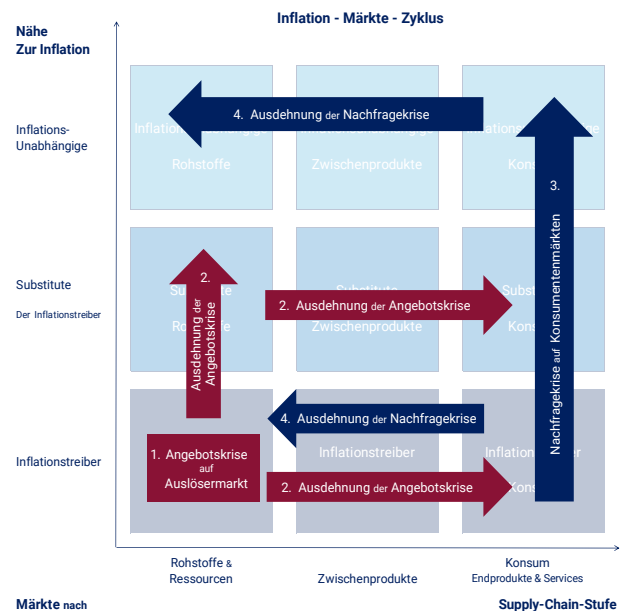 Inflation - Märkte - Zyklus
Nähe
Zur Inflation
Inflations-
Unabhängige
4. Ausdehnung der Nachfragekrise
Rohstoffe
Zwischenprodukte
3.
Nachfragekrise auf Konsumentenmärkten
Substitute
Der Inflationstreiber
2.
Ausdehnung der
Angebotskrise
2. Ausdehnung der Angebotskrise
Zwischenprodukte
Inflationstreiber
4. Ausdehnung der Nachfragekrise
1. Angebotskrise
auf
Auslösermarkt
Inflationstreiber
2. Ausdehnung der Angebotskrise
Rohstoffe &
Ressourcen
Zwischenprodukte
Konsum
Endprodukte & Services
Märkte nach
Supply-Chain-Stufe